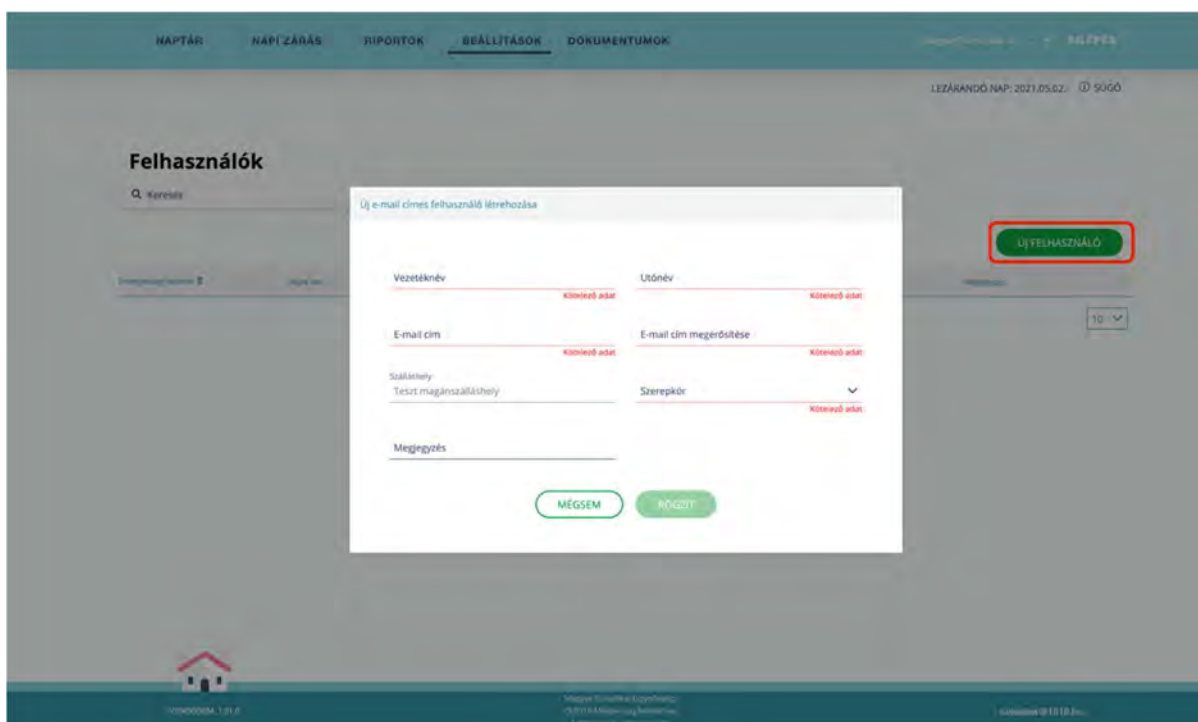 NAPTÁR NAPI ZÁRÁS RIPORTOK BEÁLLÍTÁSOK DOKUMENTUMOK KILÉPÉS
LEZÁRANDÓ NAP: 2021.05.02. SÚGÓ
Felhasználók
Keresés
Új e-mail címes felhasználó létrehozása
ÚJ FELHASZNÁLÓ
Vezetéknév Utónév
Kötelező adat Kötelező adat
10
E-mail cím E-mail cím megerősítése
Kötelező adat Kötelező adat
Szálláshely
Teszt magánszálláshely Szerepkör
Kötelező adat
Megjegyzés
MÉGSEM RÖGZÍT